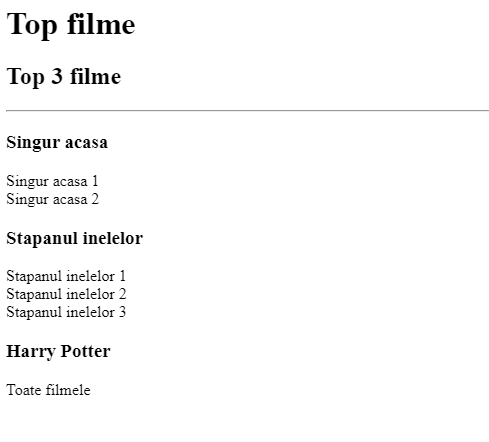 Top filme
Top 3 filme
Singur acasa
Singur acasa 1
Singur acasa 2
Stapanul inelelor
Stapanul inelelor 1
Stapanul inelelor 2
Stapanul inelelor 3
Harry Potter
Toate filmele